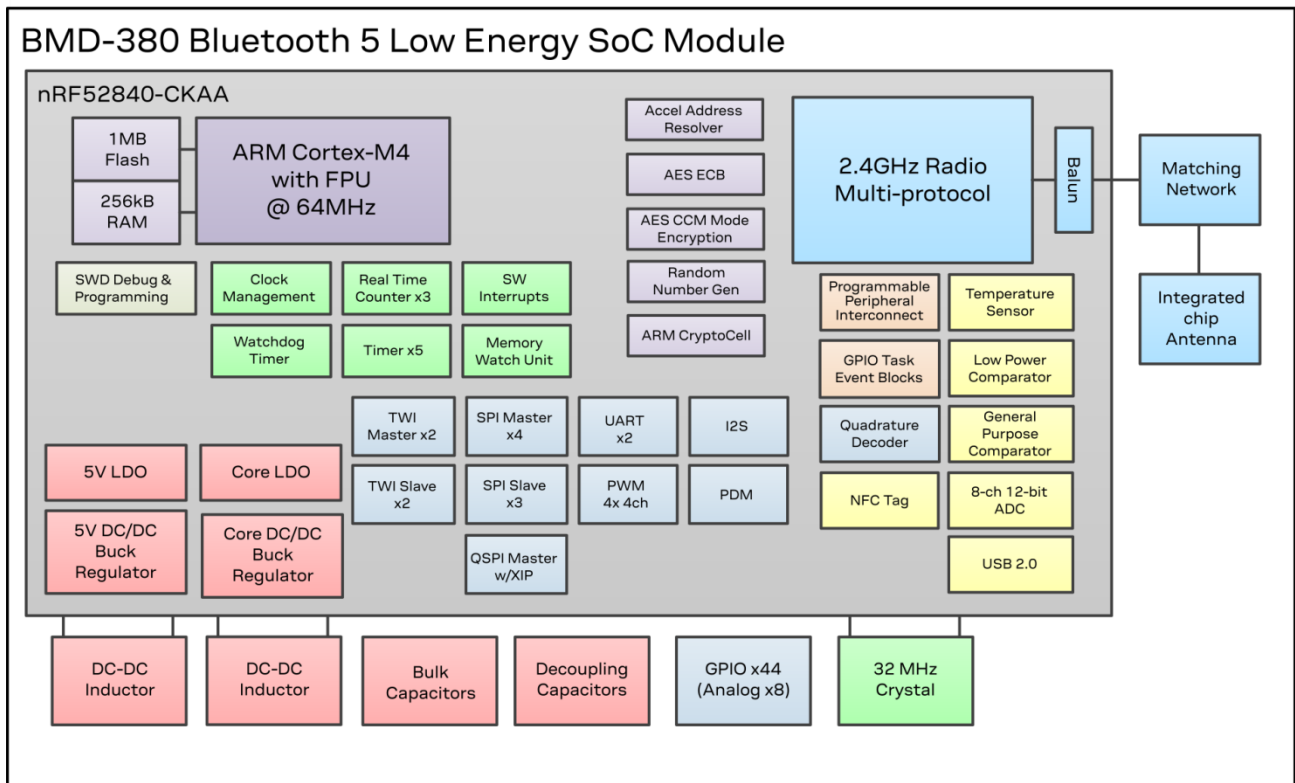 BMD-380 Bluetooth 5 Low Energy SoC Module
nRF52840-CKAA
1MB
Flash
256kB
RAM
ARM Cortex-M4
with FPU
@ 64MHz
Accel Address
Resolver
AES ECB
AES CCM Mode
Encryption
Random
Number Gen
ARM CryptoCell
2.4GHz Radio
Multi-protocol
Balun
Matching
Network
Integrated
chip
Antenna
SWD Debug &
Programming
Clock
Management
Real Time
Counter x3
SW
Interrupts
Watchdog
Timer
Timer x5
Memory
Watch Unit
Programmable
Peripheral
Interconnect
Temperature
Sensor
GPIO Task
Event Blocks
Low Power
Comparator
Quadrature
Decoder
General
Purpose
Comparator
NFC Tag
8-ch 12-bit
ADC
USB 2.0
TWI
Master x2
SPI Master
x4
UART
x2
I2S
TWI Slave
x2
SPI Slave
x3
PWM
4x 4ch
PDM
QSPI Master
w/XIP
5V LDO
Core LDO
5V DC/DC
Buck
Regulator
Core DC/DC
Buck
Regulator
DC-DC
Inductor
DC-DC
Inductor
Bulk
Capacitors
Decoupling
Capacitors
GPIO x44
(Analog x8)
32 MHz
Crystal